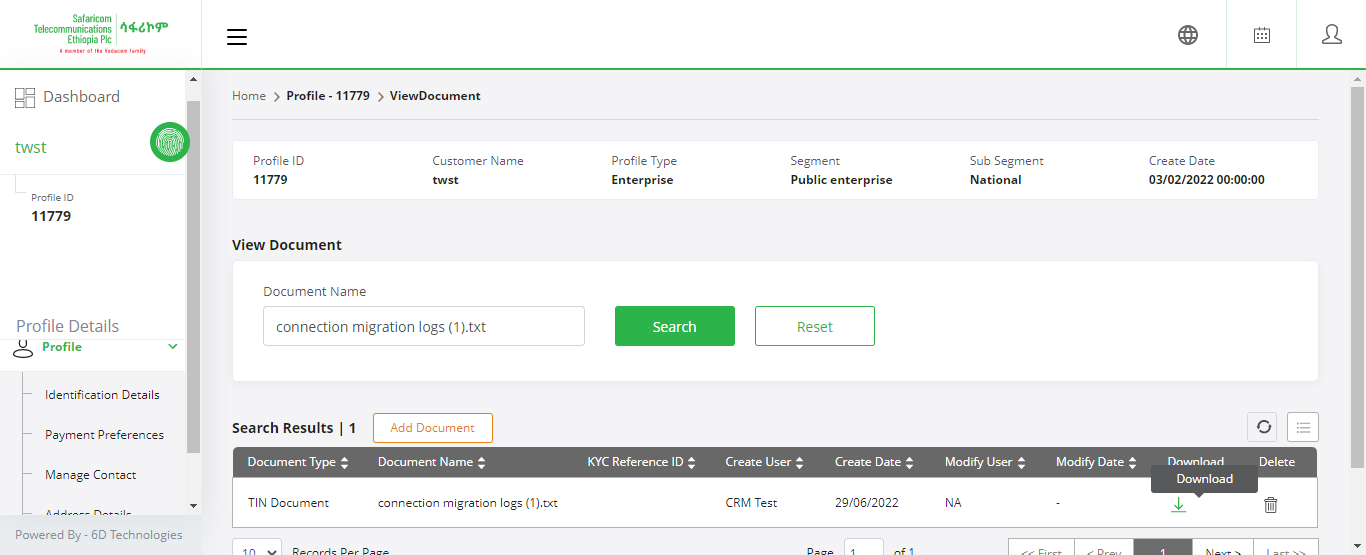 Safaricom
Telecommunications
Ethiopia Plc
ሳፋሪኮም
A member of the Vodacom family
Dashboard
twst
Profile ID
11779
Profile Details
Profile
Identification Details
Payment Preferences
Manage Contact
Address Details
Powered By - 6D Technologies
Home > Profile - 11779 > ViewDocument
Profile ID Customer Name Profile Type Segment Sub Segment Create Date
11779 twst Enterprise Public enterprise National 03/02/2022 00:00:00
View Document
Document Name
connection migration logs (1).txt Search Reset
Search Results | 1 Add Document
Document Type Document Name KYC Reference ID Create User Create Date Modify User Modify Date Download Delete
Download
TIN Document connection migration logs (1).txt CRM Test 29/06/2022 NA -
10 Records Per Page Page 1 of 1 << First < Prev 1 Next > Last >>